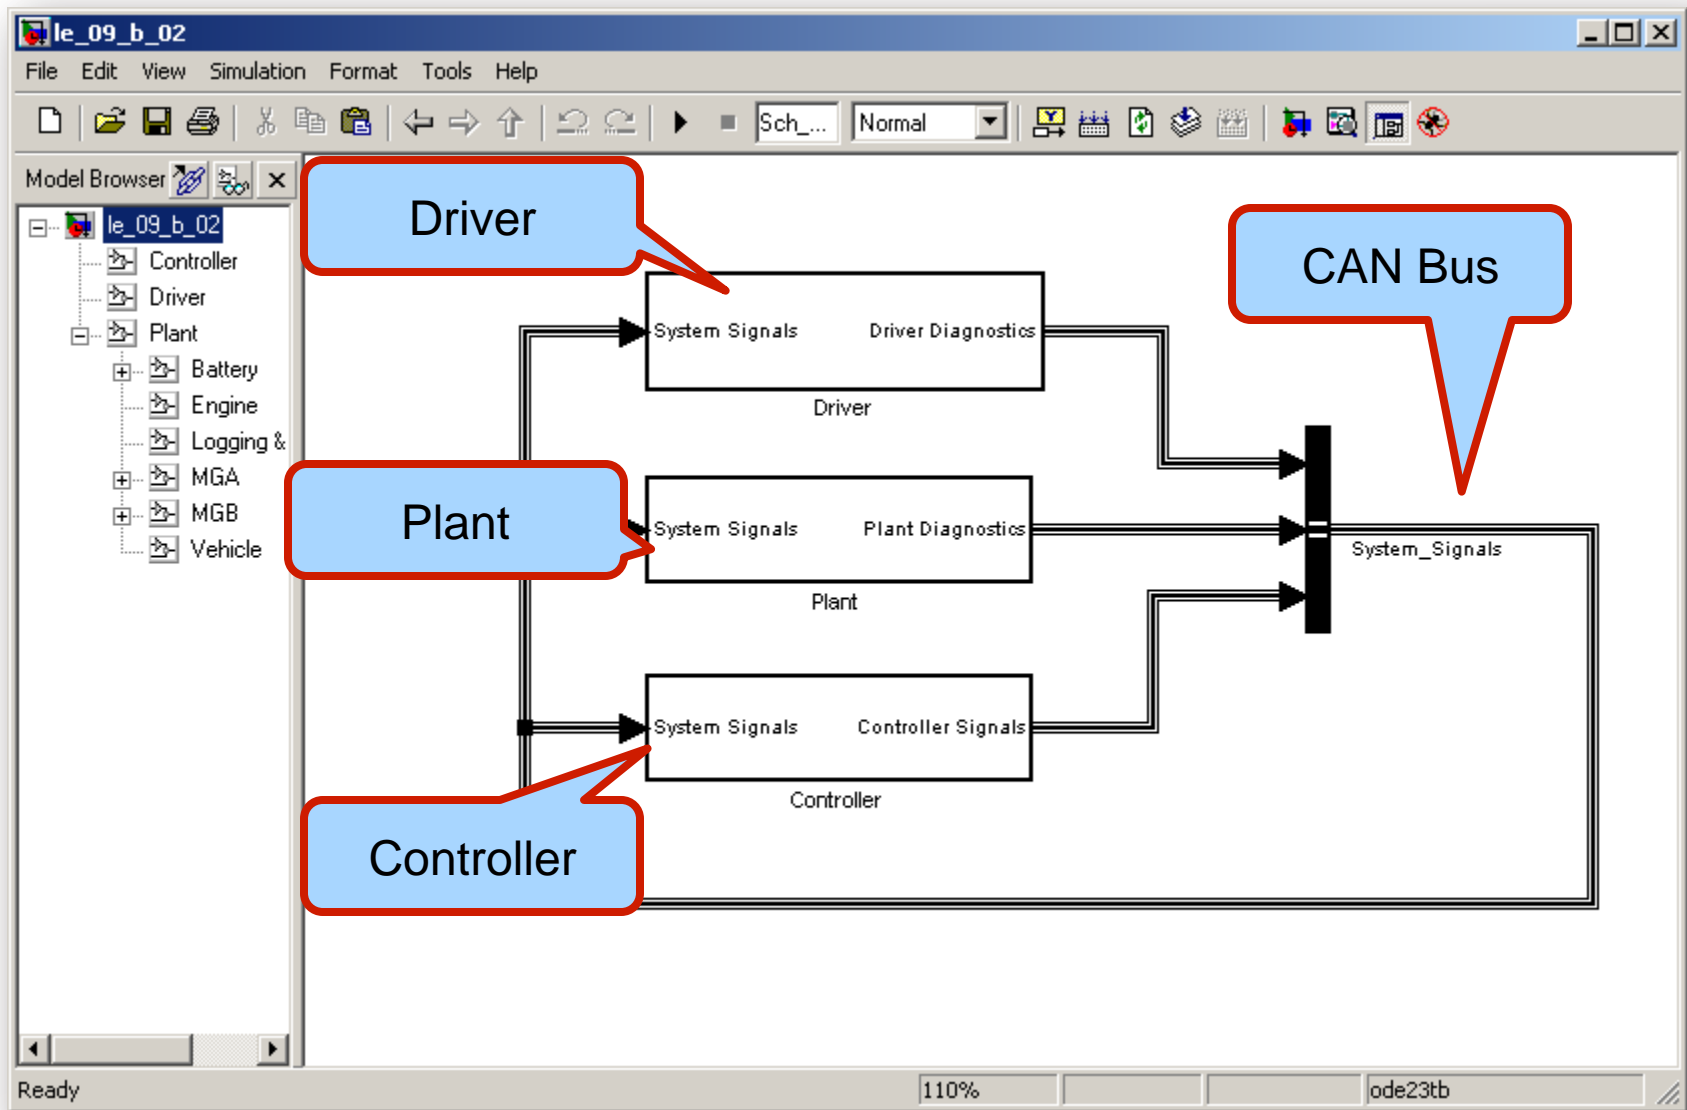 le_09_b_02
File Edit View Simulation Format Tools Help
Sch_... Normal
Model Browser
le_09_b_02
Controller
Driver
Plant
Battery
Engine
Logging &
MGA
MGB
Vehicle
Driver
CAN Bus
System Signals Driver Diagnostics
Driver
Plant
System Signals Plant Diagnostics
Plant
System_Signals
System Signals Controller Signals
Controller
Controller
Ready 110% ode23tb